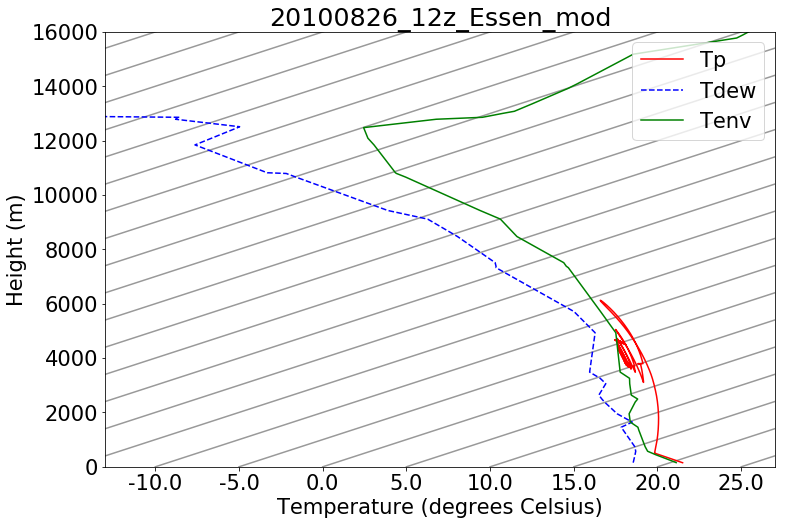 20100826_12z_Essen_mod
16000
14000
12000
10000
8000
6000
4000
2000
0
Height (m)
Tp
Tdew
Tenv
-10.0 -5.0 0.0 5.0 10.0 15.0 20.0 25.0
Temperature (degrees Celsius)